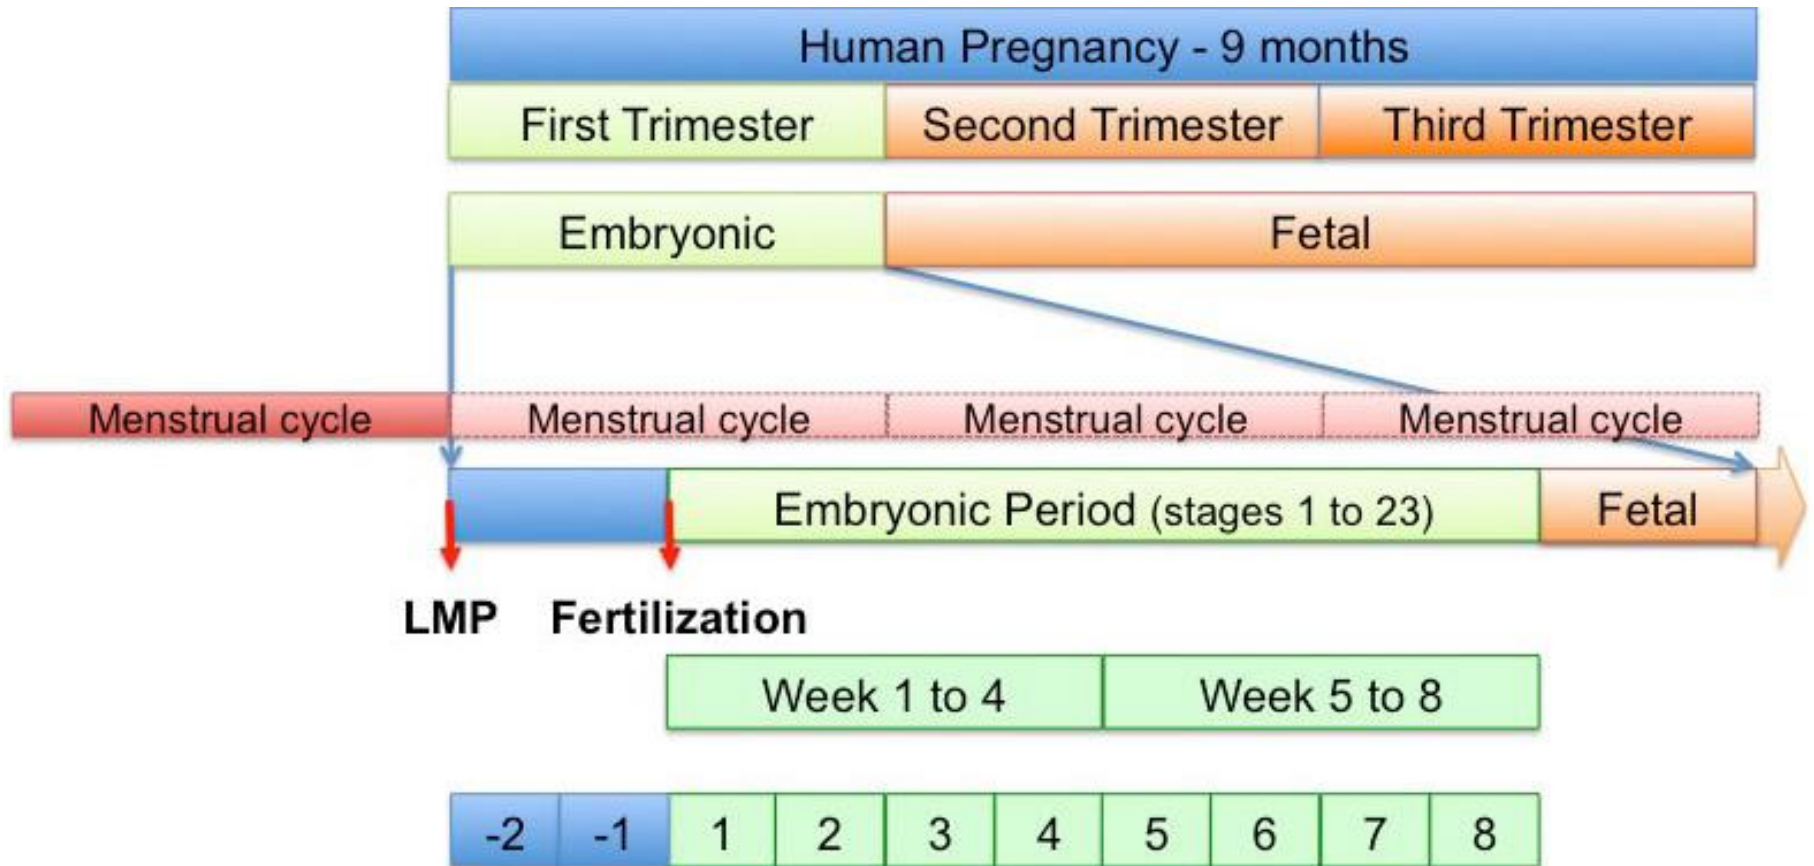 Human Pregnancy - 9 months
First Trimester Second Trimester Third Trimester
Embryonic Fetal
Menstrual cycle Menstrual cycle Menstrual cycle Menstrual cycle
Embryonic Period (stages 1 to 23) Fetal
LMP Fertilization
Week 1 to 4 Week 5 to 8
-2 -1 1 2 3 4 5 6 7 8